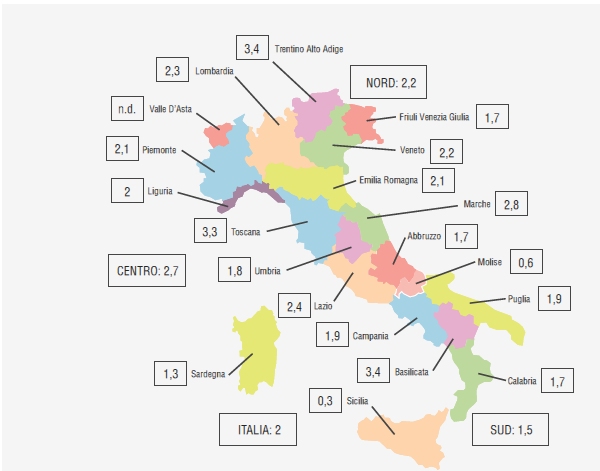 3,4 Trentino Alto Adige
2,3 Lombardia
NORD: 2,2
n.d. Valle D'Asta
Friuli Venezia Giulia 1,7
2,1 Piemonte
Veneto 2,2
2 Liguria
Emilia Romagna 2,1
Marche 2,8
3,3 Toscana
Abbruzzo 1,7
CENTRO: 2,7
1,8 Umbria
Molise 0,6
2,4 Lazio
Puglia 1,9
1,9 Campania
1,3 Sardegna
3,4 Basilicata
Calabria 1,7
0,3 Sicilia
ITALIA: 2
SUD: 1,5